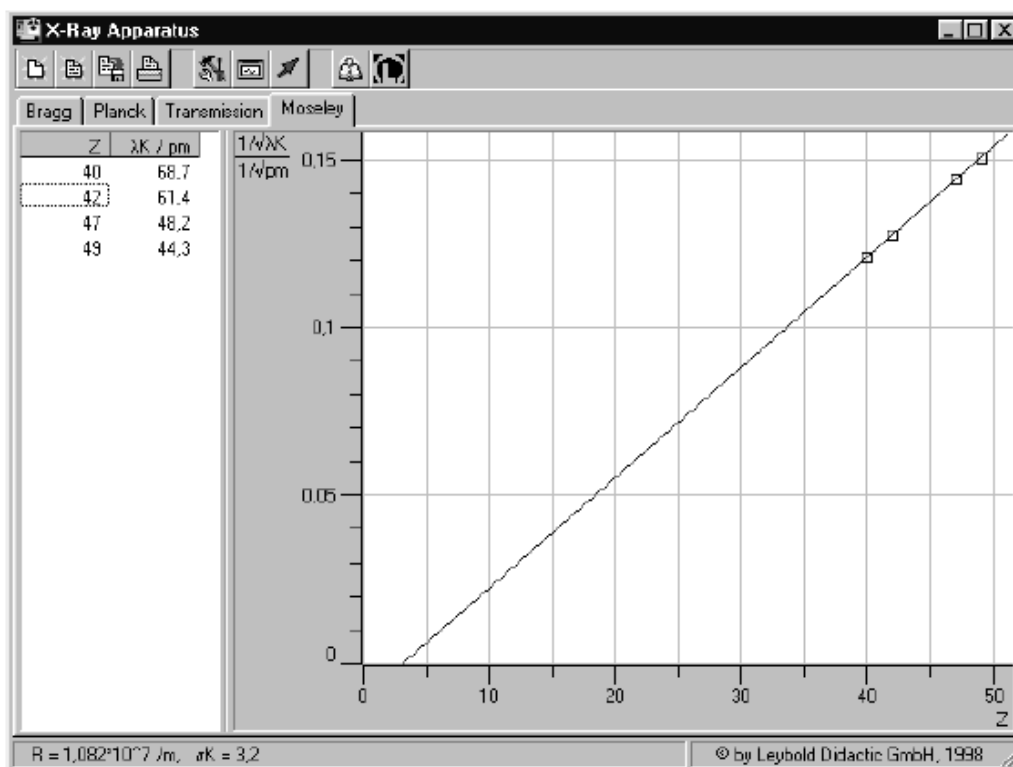 X-Ray Apparatus
Bragg Planck Transmission Moseley
Z λK / pm
40 68,7
42 61,4
47 48,2
49 44,3
1/√λK
1/√pm
0,15
0,1
0,05
0
0 10 20 30 40 50
Z
R = 1,082*10^7 /m, σK = 3,2
© by Leybold Didactic GmbH, 1998